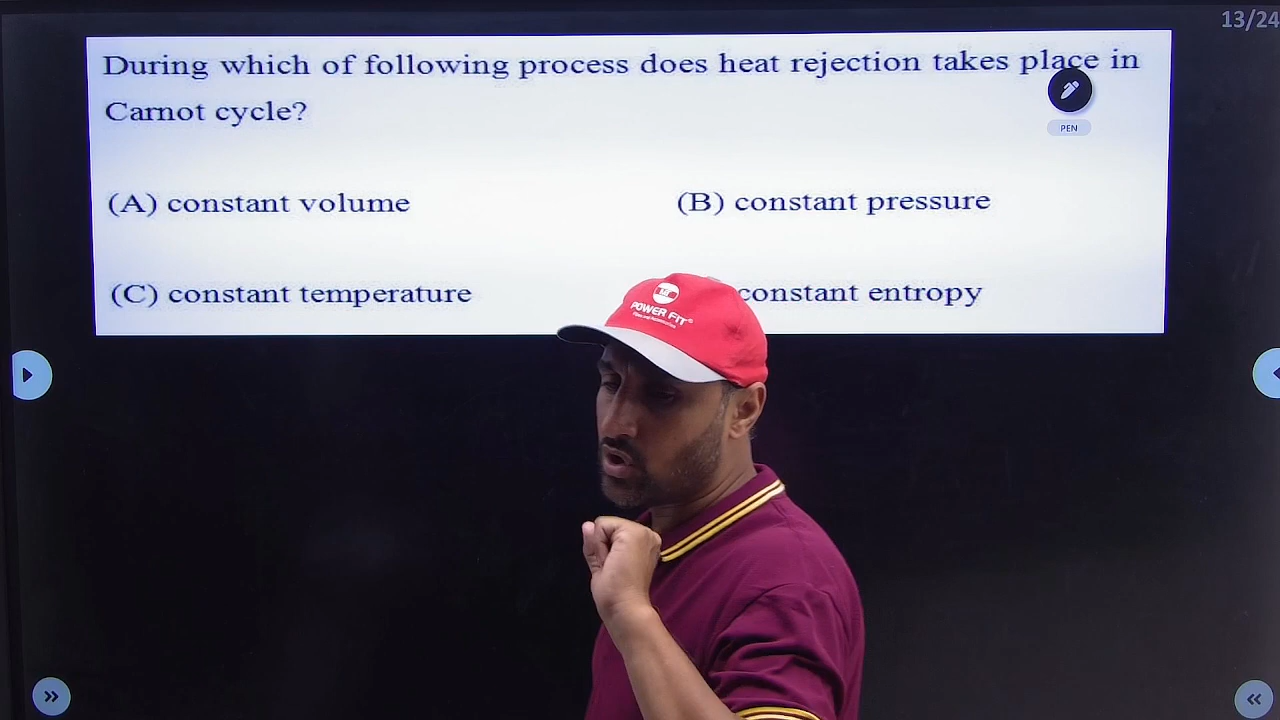 13/24
During which of following process does heat rejection takes place in
Carnot cycle?
PEN
(A) constant volume
(B) constant pressure
(C) constant temperature
constant entropy
POWER FIT